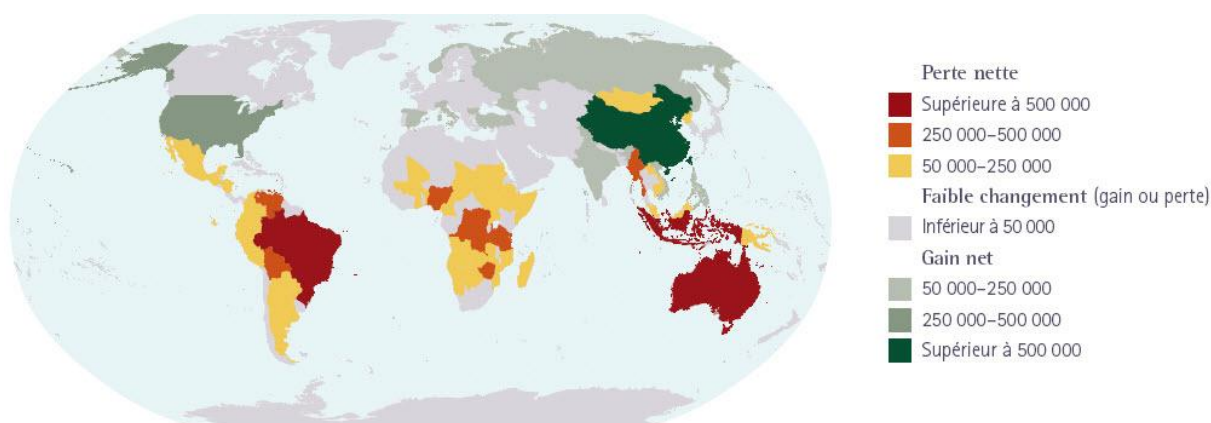 Perte nette
Supérieure à 500 000
250 000–500 000
50 000–250 000
Faible changement (gain ou perte)
Inférieur à 50 000
Gain net
50 000–250 000
250 000–500 000
Supérieur à 500 000